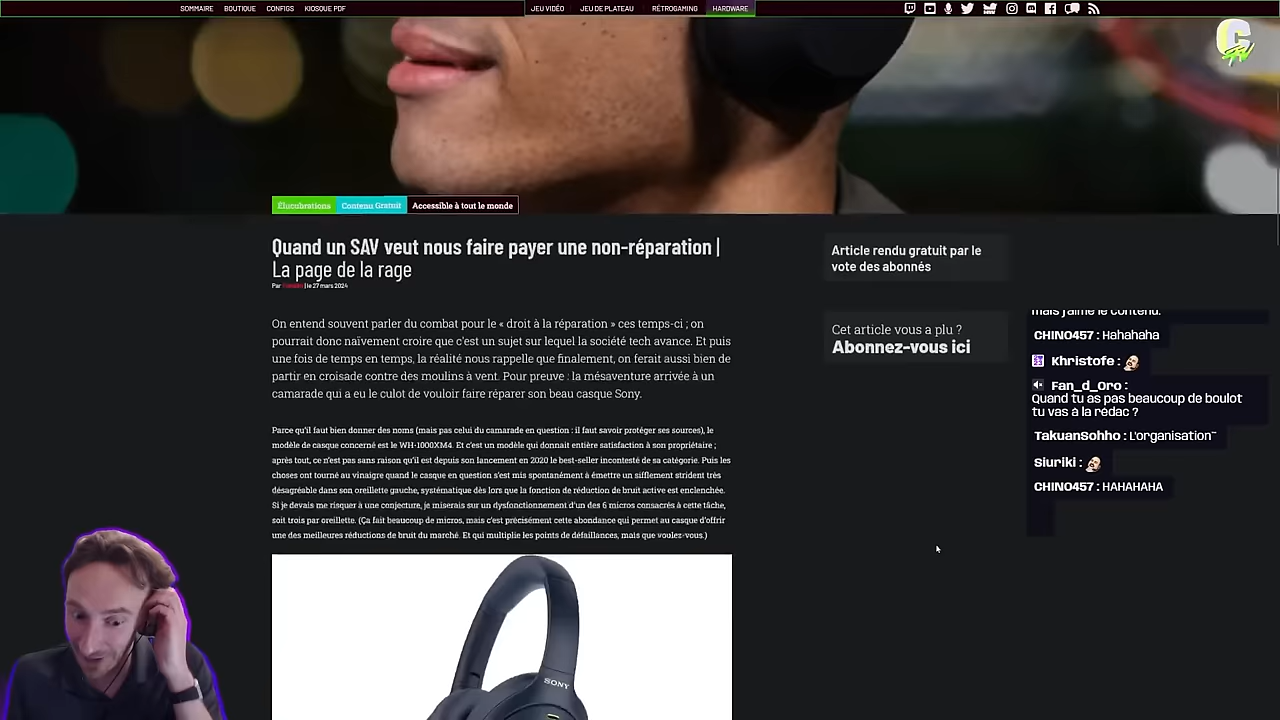 SOMMAIRE BOUTIQUE CONFIGS KIOSQUE PDF JEU VIDÉO JEU DE PLATEAU RÉTROGAMING HARDWARE
Élucubrations Contenu Gratuit Accessible à tout le monde
Quand un SAV veut nous faire payer une non-réparation |
La page de la rage
Par | le 27 mars 2024
On entend souvent parler du combat pour le « droit à la réparation » ces temps-ci ; on
pourrait donc naïvement croire que c'est un sujet sur lequel la société tech avance. Et puis
une fois de temps en temps, la réalité nous rappelle que finalement, on ferait aussi bien de
partir en croisade contre des moulins à vent. Pour preuve : la mésaventure arrivée à un
camarade qui a eu le culot de vouloir faire réparer son beau casque Sony.
Parce qu'il faut bien donner des noms (mais pas celui du camarade en question : il faut savoir protéger ses sources), le
modèle de casque concerné est le WH-1000XM4. Et c'est un modèle qui donnait entière satisfaction à son propriétaire ;
après tout, ce n'est pas sans raison qu'il est depuis son lancement en 2020 le best-seller incontesté de sa catégorie. Puis les
choses ont tourné au vinaigre quand le casque en question s'est mis spontanément à émettre un sifflement strident très
désagréable dans son oreillette gauche, systématique dès lors que la fonction de réduction de bruit active est enclenchée.
Si je devais me risquer à une conjecture, je miserais sur un dysfonctionnement d'un des 6 micros consacrés à cette tâche,
soit trois par oreillette. (Ça fait beaucoup de micros, mais c'est précisément cette abondance qui permet au casque d'offrir
une des meilleures réductions de bruit du marché. Et qui multiplie les points de défaillances, mais que voulez-vous.)
SONY
Article rendu gratuit par le
vote des abonnés
Cet article vous a plu ?
Abonnez-vous ici
mais j'aime le contenu.
CHINO457 : Hahahaha
Khristofe :
Fan_d_Oro :
Quand tu as pas beaucoup de boulot
tu vas à la rédac ?
TakuanSohho : L'organisation~
Siuriki :
CHINO457 : HAHAHAHA